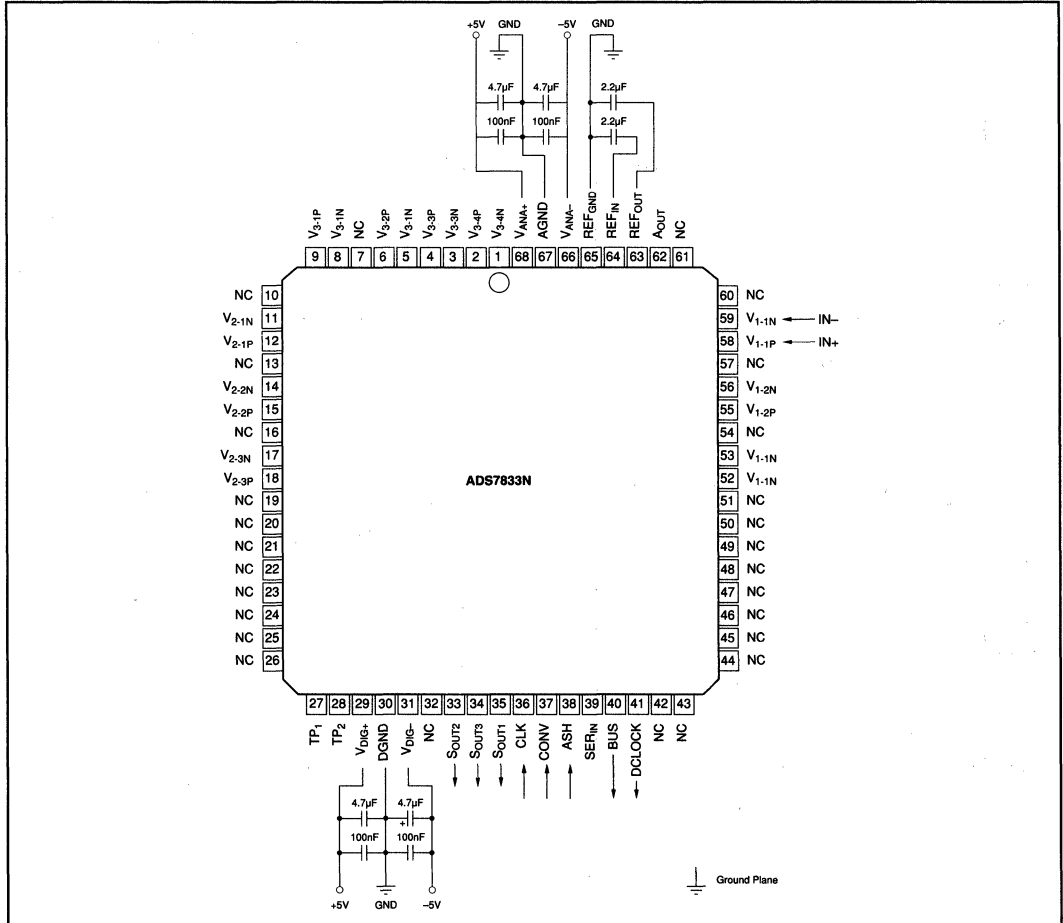 +5V GND –5V GND
4.7µF 4.7µF 2.2µF
100nF 100nF 2.2µF
V3-1P V3-1N NC V3-2P V3-1N V3-3P V3-3N V3-4P V3-4N VANA+ AGND VANA– REFGND REFIN REFOUT AOUT NC
9 8 7 6 5 4 3 2 1 68 67 66 65 64 63 62 61
NC 10 60 NC
V2-1N 11 59 V1-1N IN–
V2-1P 12 58 V1-1P IN+
NC 13 57 NC
V2-2N 14 56 V1-2N
V2-2P 15 55 V1-2P
NC 16 54 NC
V2-3N 17 53 V1-1N
V2-3P 18 ADS7833N 52 V1-1N
NC 19 51 NC
NC 20 50 NC
NC 21 49 NC
NC 22 48 NC
NC 23 47 NC
NC 24 46 NC
NC 25 45 NC
NC 26 44 NC
27 28 29 30 31 32 33 34 35 36 37 38 39 40 41 42 43
TP1 TP2 VDIG+ DGND VDIG– NC SOUT2 SOUT3 SOUT1 CLK CONV ASH SERIN BUS DCLOCK NC NC
4.7µF 4.7µF
+
100nF 100nF
Ground Plane
+5V GND –5V